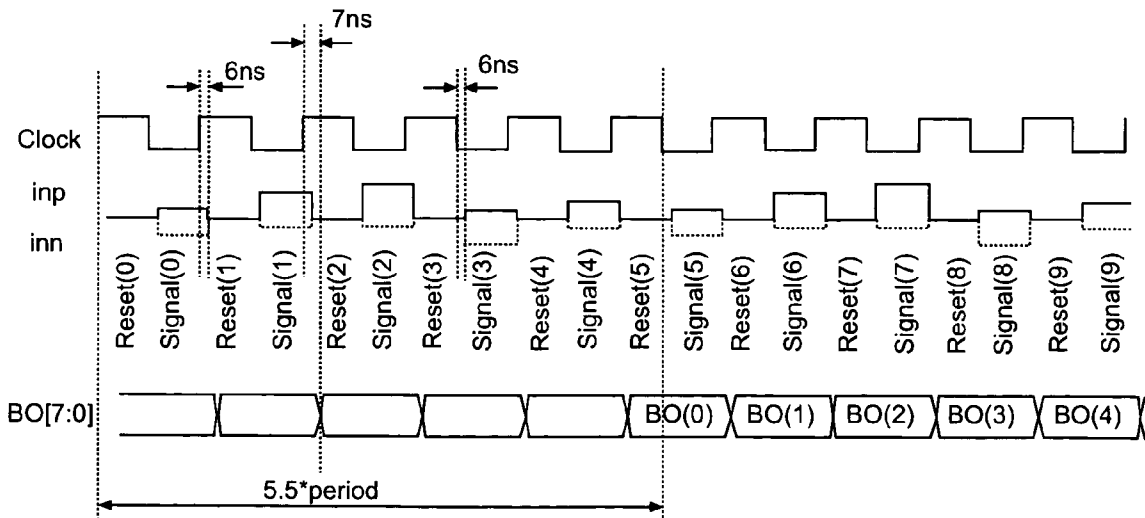 7ns
6ns
6ns
Clock
inp
inn
Reset(0)
Signal(0)
Reset(1)
Signal(1)
Reset(2)
Signal(2)
Reset(3)
Signal(3)
Reset(4)
Signal(4)
Reset(5)
Signal(5)
Reset(6)
Signal(6)
Reset(7)
Signal(7)
Reset(8)
Signal(8)
Reset(9)
Signal(9)
BO[7:0]
BO(0)
BO(1)
BO(2)
BO(3)
BO(4)
5.5*period